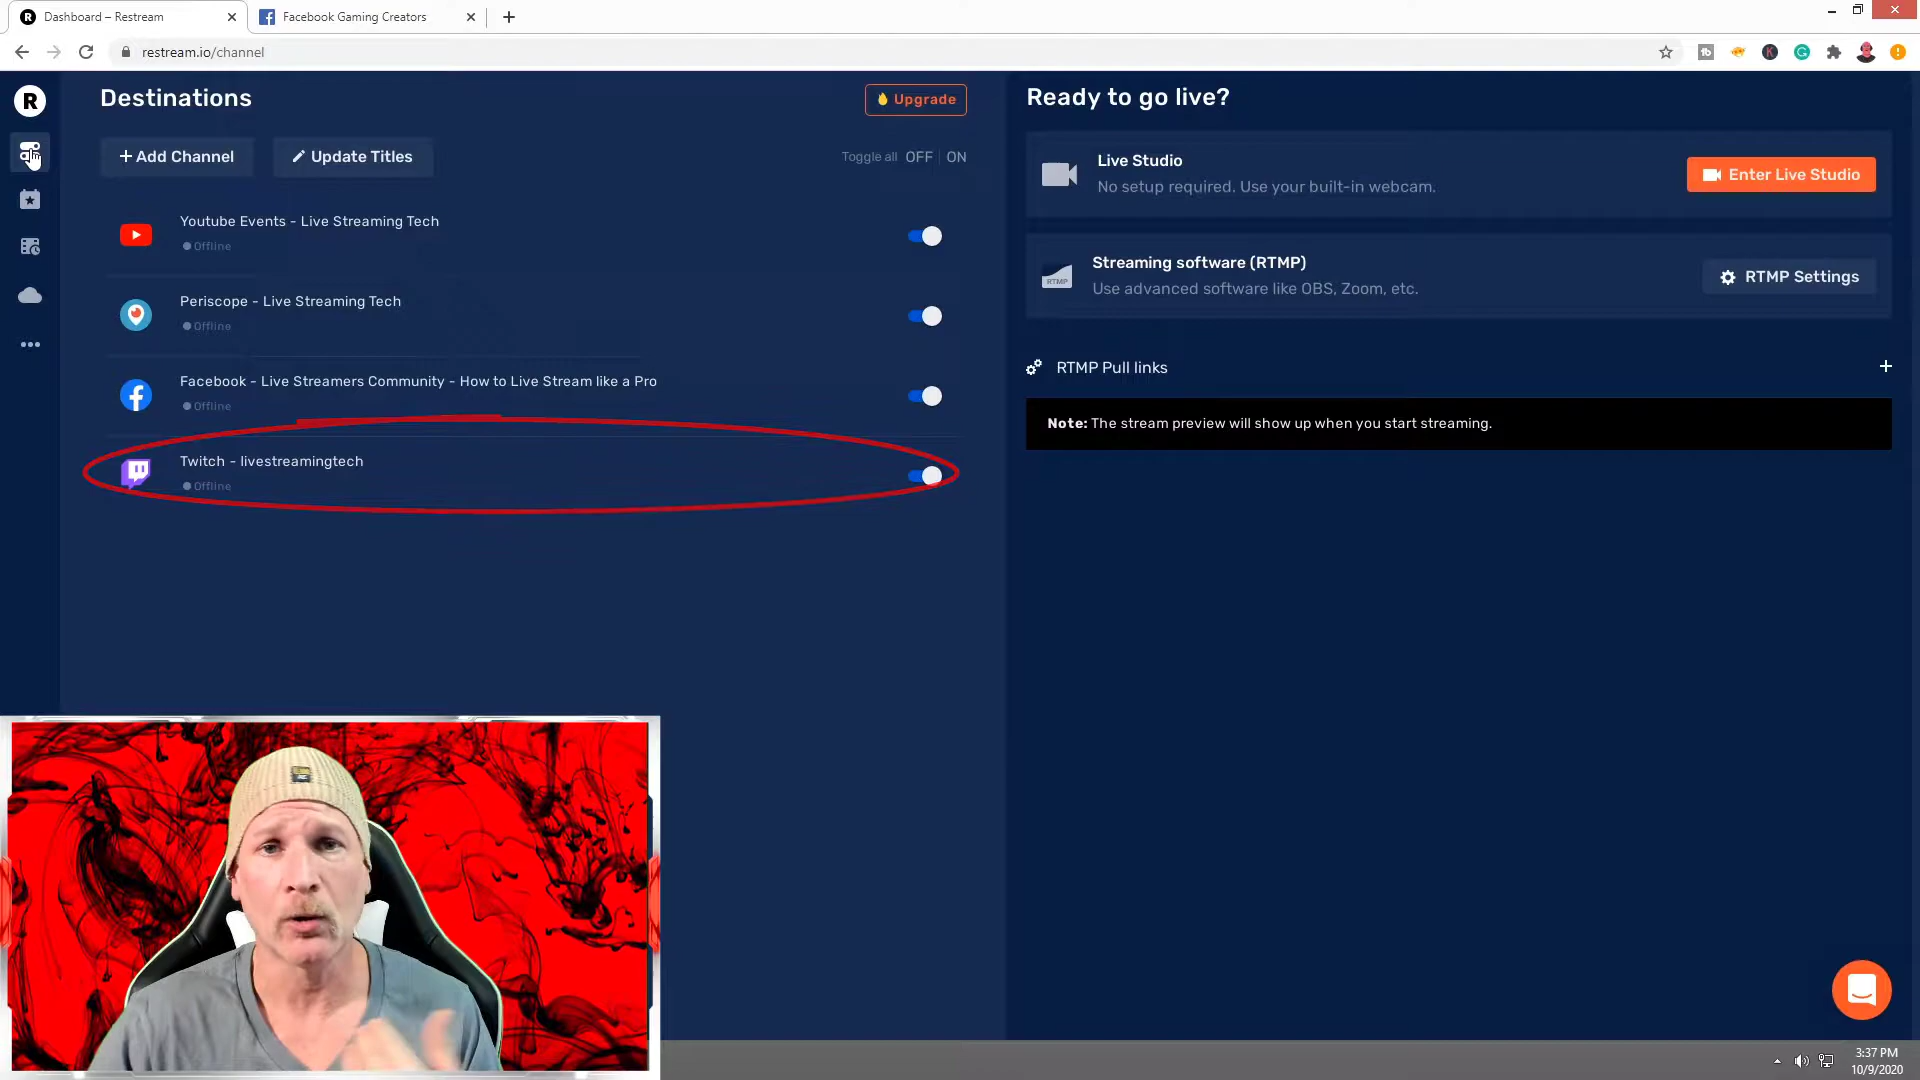 Dashboard – Restream
Facebook Gaming Creators
restream.io/channel
R
Destinations
Upgrade
+ Add Channel
Update Titles
Toggle all OFF | ON
Youtube Events - Live Streaming Tech
Offline
Periscope - Live Streaming Tech
Offline
Facebook - Live Streamers Community - How to Live Stream like a Pro
Offline
Twitch - livestreamingtech
Offline
Ready to go live?
Live Studio
No setup required. Use your built-in webcam.
Enter Live Studio
RTMP
Streaming software (RTMP)
Use advanced software like OBS, Zoom, etc.
RTMP Settings
RTMP Pull links
Note: The stream preview will show up when you start streaming.
3:37 PM
10/9/2020